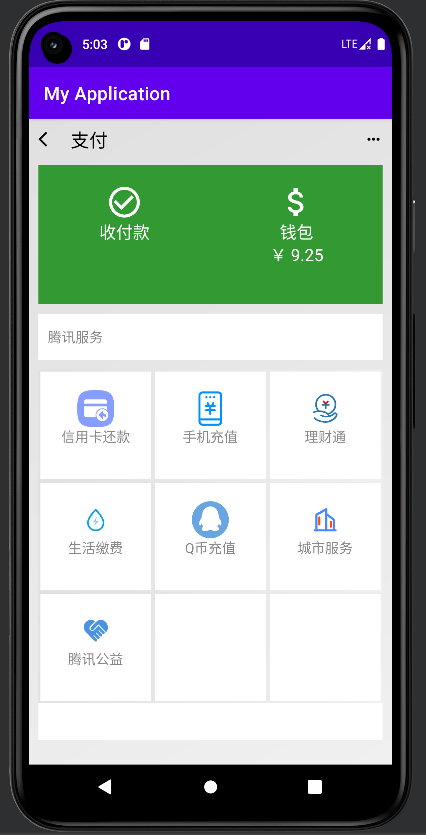 5:03
LTE
My Application
支付
收付款
钱包
￥ 9.25
腾讯服务
信用卡还款
手机充值
理财通
生活缴费
Q币充值
城市服务
腾讯公益